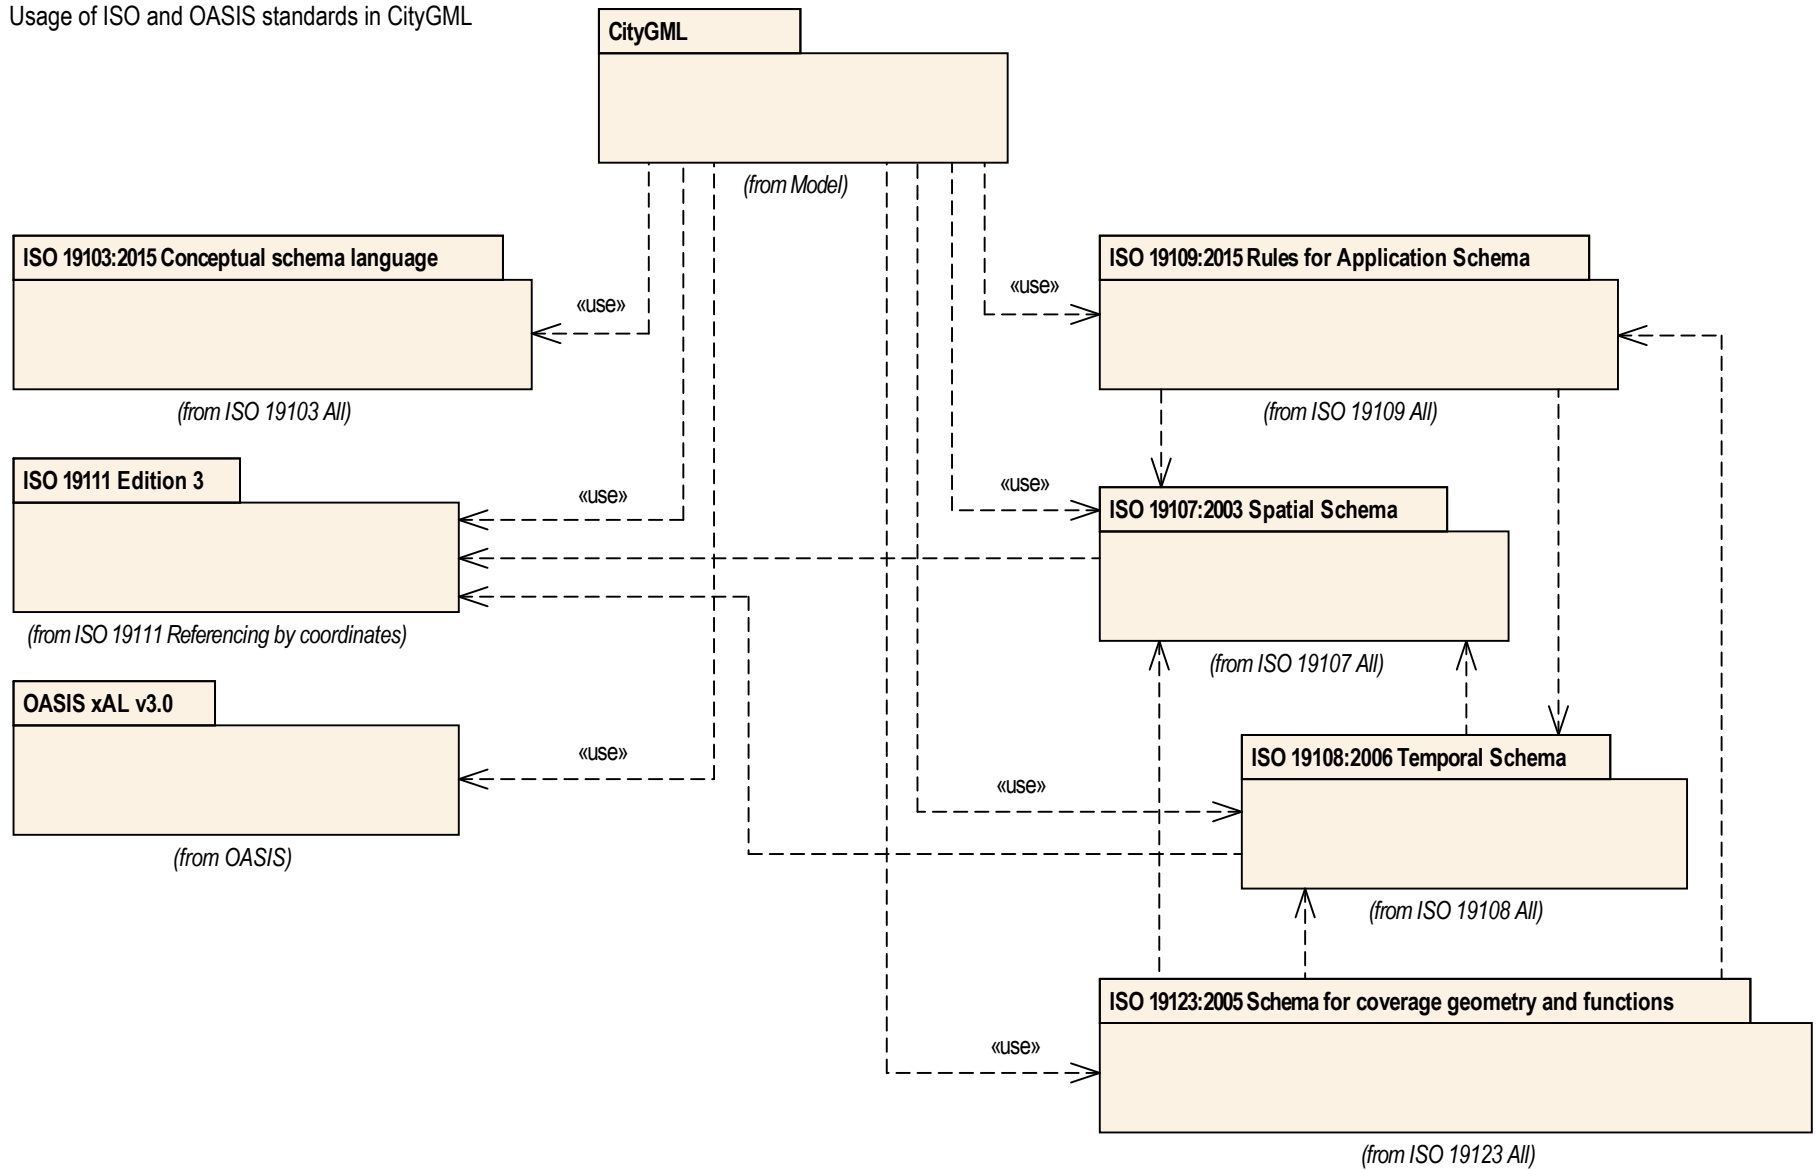 Usage of ISO and OASIS standards in CityGML
CityGML
(from Model)
ISO 19103:2015 Conceptual schema language
«use»
(from ISO 19103 All)
ISO 19109:2015 Rules for Application Schema
«use»
(from ISO 19109 All)
ISO 19111 Edition 3
«use»
(from ISO 19111 Referencing by coordinates)
«use»
ISO 19107:2003 Spatial Schema
(from ISO 19107 All)
OASIS xAL v3.0
«use»
(from OASIS)
ISO 19108:2006 Temporal Schema
«use»
(from ISO 19108 All)
ISO 19123:2005 Schema for coverage geometry and functions
«use»
(from ISO 19123 All)